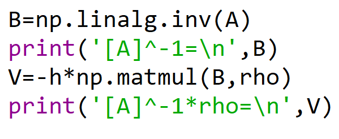 B=np.linalg.inv(A)
print('[A]^-1=\n',B)
V=-h*np.matmul(B,rho)
print('[A]^-1*rho=\n',V)